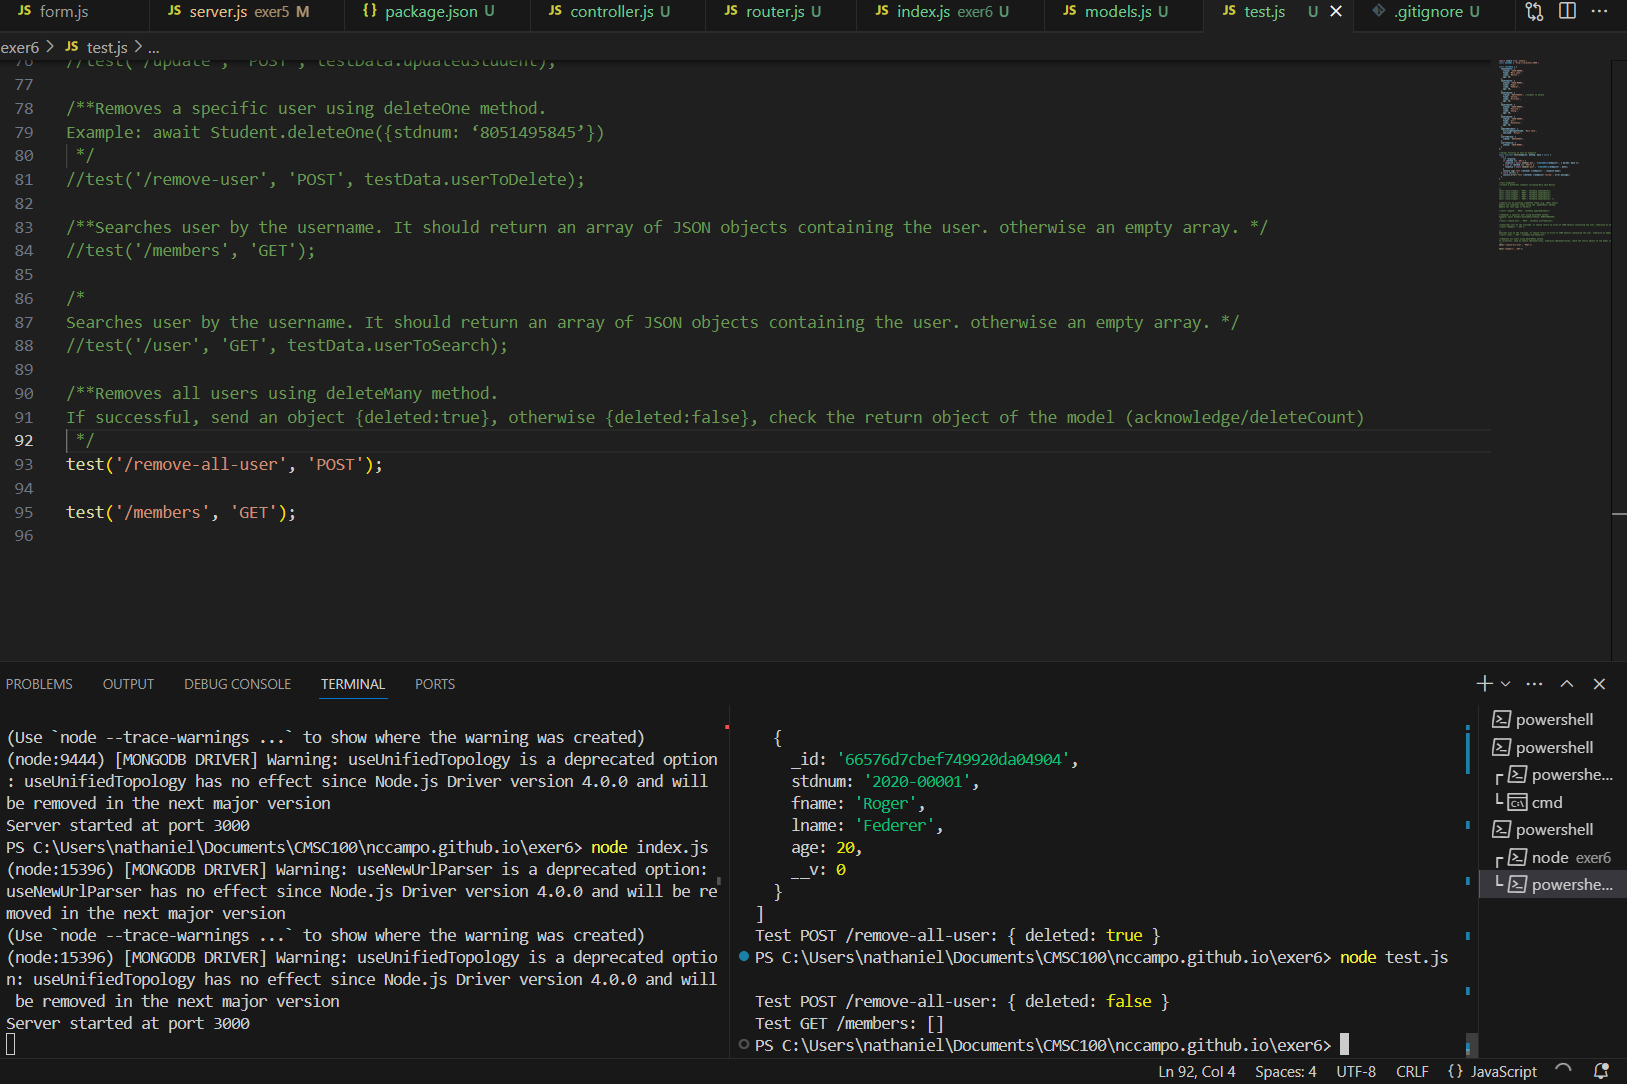 JS form.js
JS server.js exer5 M
{} package.json U
JS controller.js U
JS router.js U
JS index.js exer6 U
JS models.js U
JS test.js U
.gitignore U
exer6 > JS test.js > ...
76 //test('/update', 'POST', testData.updatedStudent);
77
78 /**Removes a specific user using deleteOne method.
79 Example: await Student.deleteOne({stdnum: ‘8051495845’})
80 */
81 //test('/remove-user', 'POST', testData.userToDelete);
82
83 /**Searches user by the username. It should return an array of JSON objects containing the user. otherwise an empty array. */
84 //test('/members', 'GET');
85
86 /*
87 Searches user by the username. It should return an array of JSON objects containing the user. otherwise an empty array. */
88 //test('/user', 'GET', testData.userToSearch);
89
90 /**Removes all users using deleteMany method.
91 If successful, send an object {deleted:true}, otherwise {deleted:false}, check the return object of the model (acknowledge/deleteCount)
92 */
93 test('/remove-all-user', 'POST');
94
95 test('/members', 'GET');
96
PROBLEMS OUTPUT DEBUG CONSOLE TERMINAL PORTS
(Use `node --trace-warnings ...` to show where the warning was created)
(node:9444) [MONGODB DRIVER] Warning: useUnifiedTopology is a deprecated option
: useUnifiedTopology has no effect since Node.js Driver version 4.0.0 and will
be removed in the next major version
Server started at port 3000
PS C:\Users\nathaniel\Documents\CMSC100\nccampo.github.io\exer6> node index.js
(node:15396) [MONGODB DRIVER] Warning: useNewUrlParser is a deprecated option:
useNewUrlParser has no effect since Node.js Driver version 4.0.0 and will be re
moved in the next major version
(Use `node --trace-warnings ...` to show where the warning was created)
(node:15396) [MONGODB DRIVER] Warning: useUnifiedTopology is a deprecated optio
n: useUnifiedTopology has no effect since Node.js Driver version 4.0.0 and will
be removed in the next major version
Server started at port 3000
{
_id: '66576d7cbef749920da04904',
stdnum: '2020-00001',
fname: 'Roger',
lname: 'Federer',
age: 20,
__v: 0
}
]
Test POST /remove-all-user: { deleted: true }
PS C:\Users\nathaniel\Documents\CMSC100\nccampo.github.io\exer6> node test.js
Test POST /remove-all-user: { deleted: false }
Test GET /members: []
PS C:\Users\nathaniel\Documents\CMSC100\nccampo.github.io\exer6>
powershell
powershell
powershe...
cmd
powershell
node exer6
powershe...
Ln 92, Col 4 Spaces: 4 UTF-8 CRLF {} JavaScript